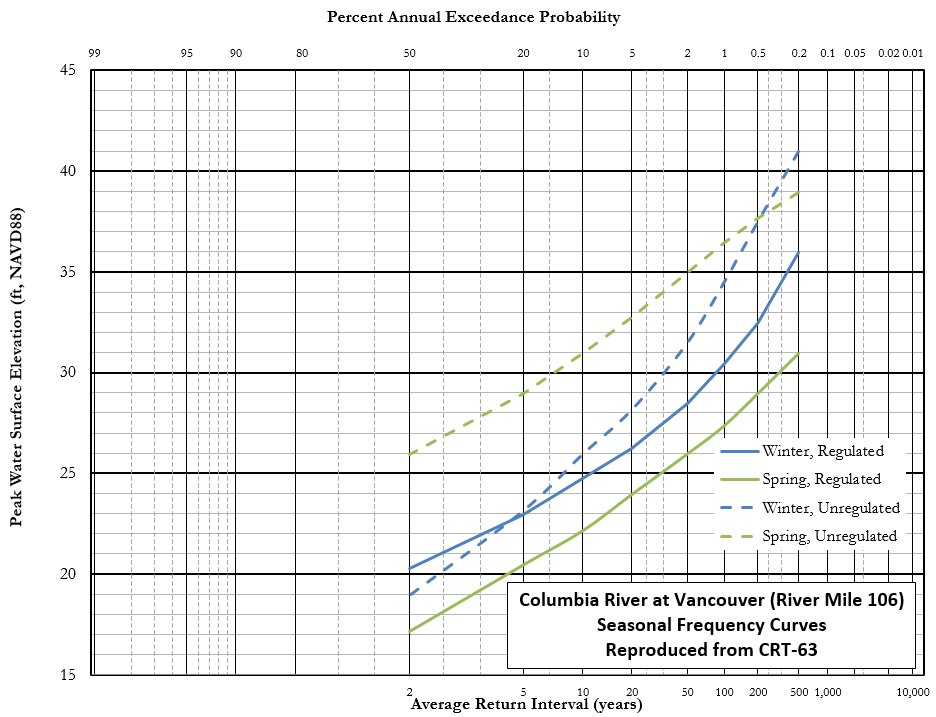 Percent Annual Exceedance Probability
99 95 90 80 50 20 10 5 2 1 0.5 0.2 0.1 0.05 0.02 0.01
45
40
35
30
25
20
15
Peak Water Surface Elevation (ft, NAVD88)
Winter, Regulated
Spring, Regulated
Winter, Unregulated
Spring, Unregulated
Columbia River at Vancouver (River Mile 106)
Seasonal Frequency Curves
Reproduced from CRT-63
2 5 10 20 50 100 200 500 1,000 10,000
Average Return Interval (years)